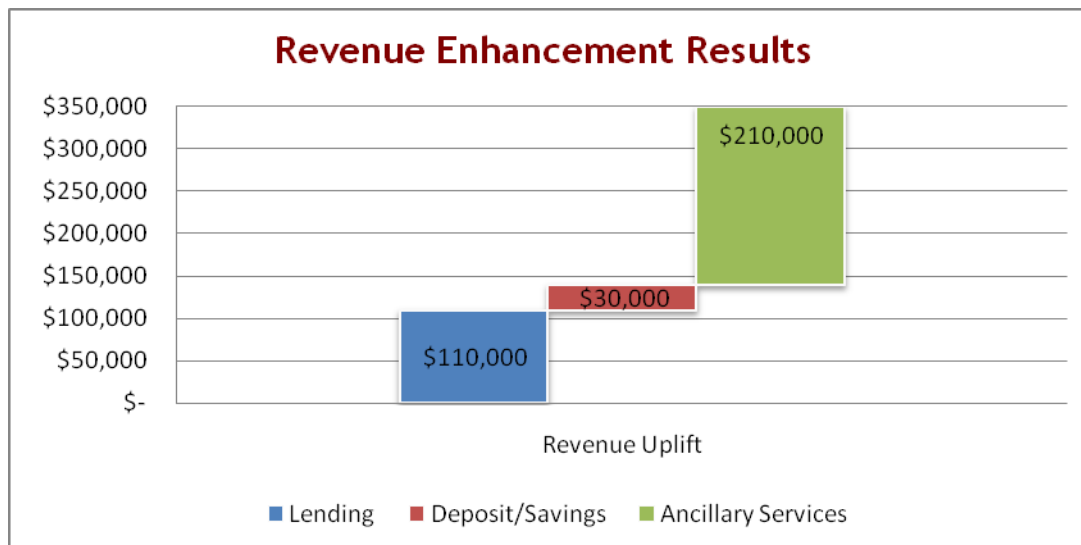 Revenue Enhancement Results
$350,000
$300,000
$250,000
$200,000
$150,000
$100,000
$50,000
$-
$210,000
$30,000
$110,000
Revenue Uplift
Lending
Deposit/Savings
Ancillary Services